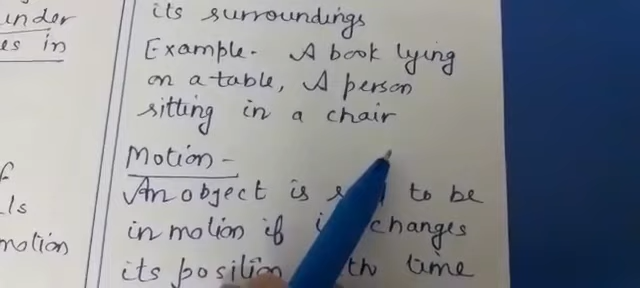 under
es in
f
ls
motion
its surroundings
Example - A book lying
on a table, A person
sitting in a chair
Motion -
An object is to be
in motion if changes
its position time